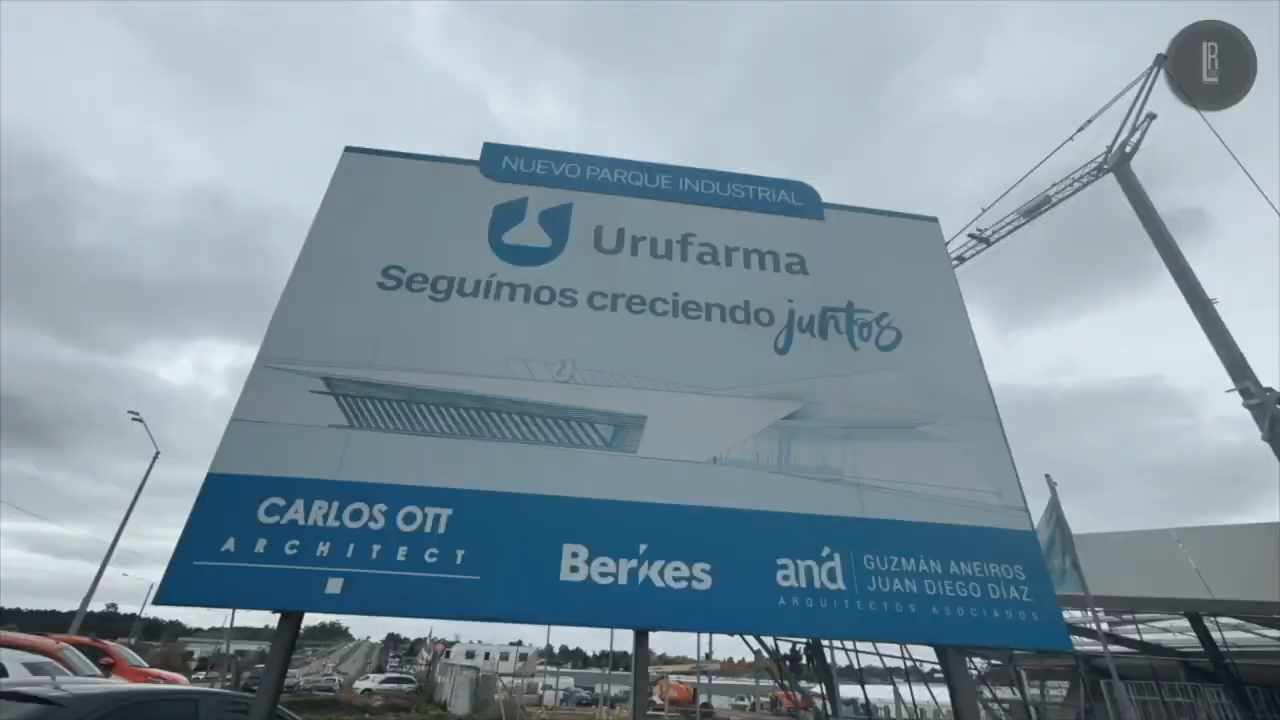 LR
NUEVO PARQUE INDUSTRIAL
Urufarma
Seguímos creciendo juntos
CARLOS OTT
ARCHITECT
Berkes
and
GUZMÁN ANEIROS
JUAN DIEGO DÍAZ
ARQUITECTOS ASOCIADOS